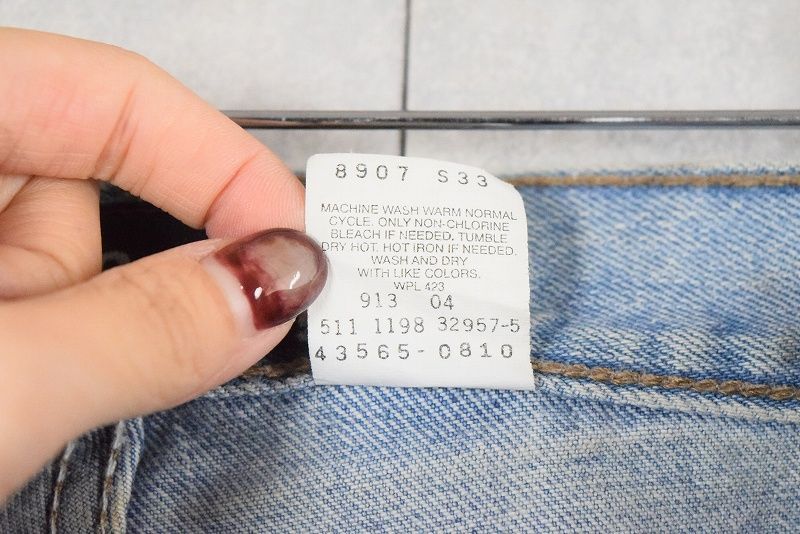 8907 S33
MACHINE WASH WARM NORMAL
CYCLE. ONLY NON-CHLORINE
BLEACH IF NEEDED. TUMBLE
DRY HOT. HOT IRON IF NEEDED.
WASH AND DRY
WITH LIKE COLORS.
WPL 423
913 04
511 1198 32957-5
43565-0810